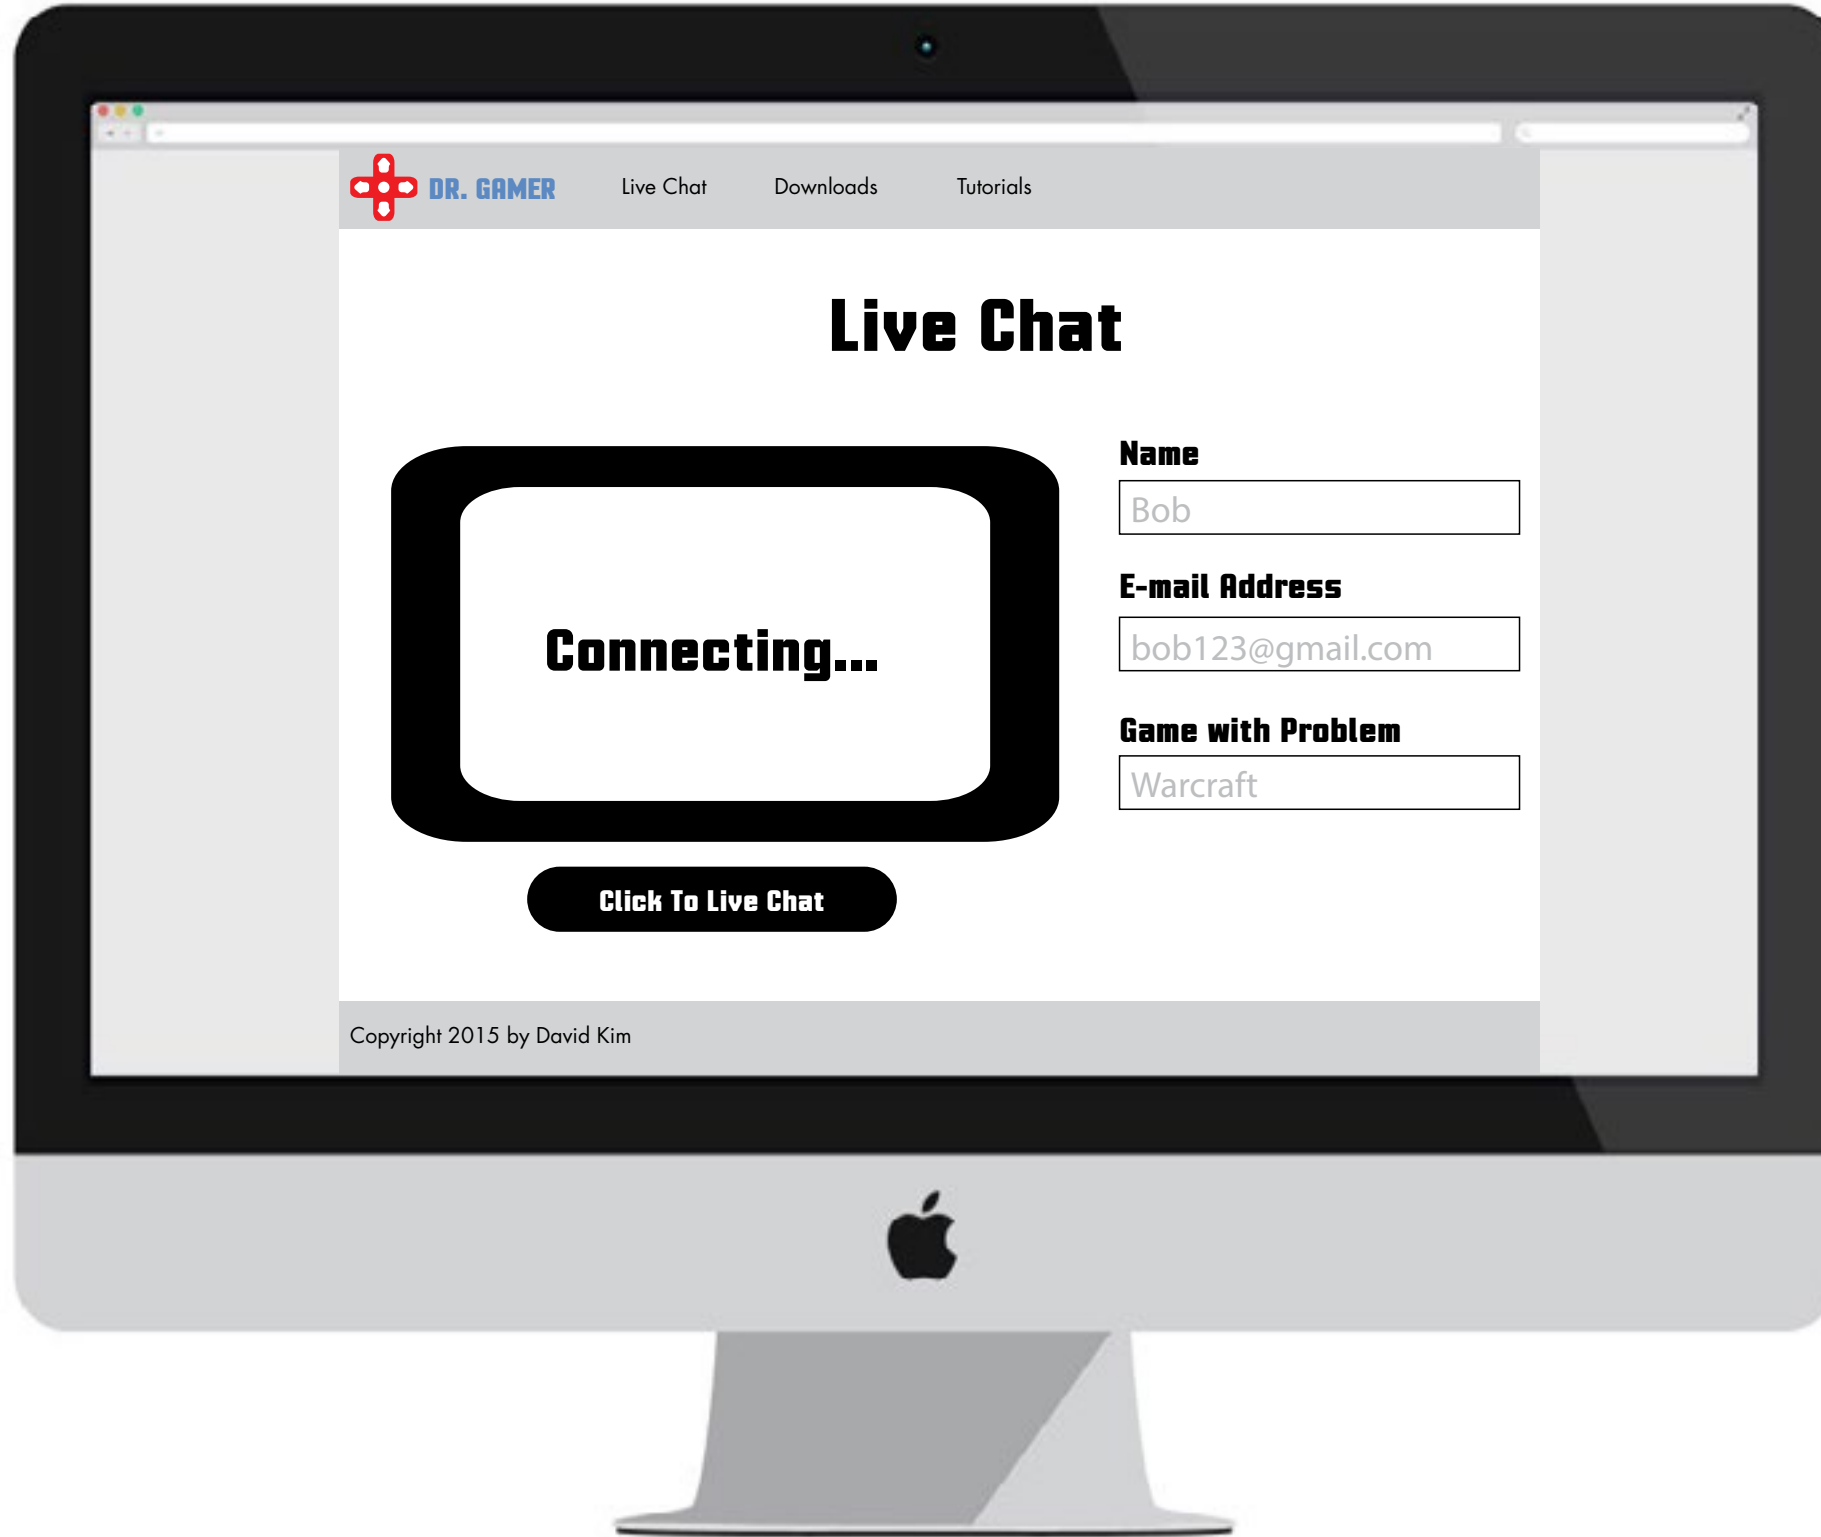 DR. GAMER Live Chat Downloads Tutorials
Live Chat
Connecting...
Click To Live Chat
Name
Bob
E-mail Address
bob123@gmail.com
Game with Problem
Warcraft
Copyright 2015 by David Kim